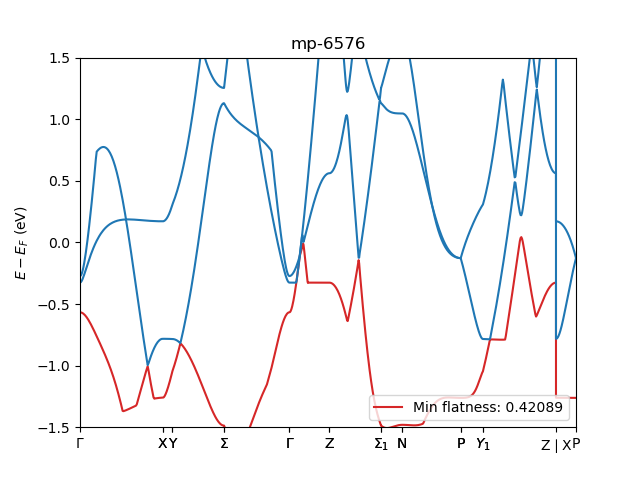 mp-6576
E − E_F (eV)
1.5
1.0
0.5
0.0
−0.5
−1.0
−1.5
Min flatness: 0.42089
Γ X Y Σ Γ Z Σ₁ N P Y₁ Z | X P